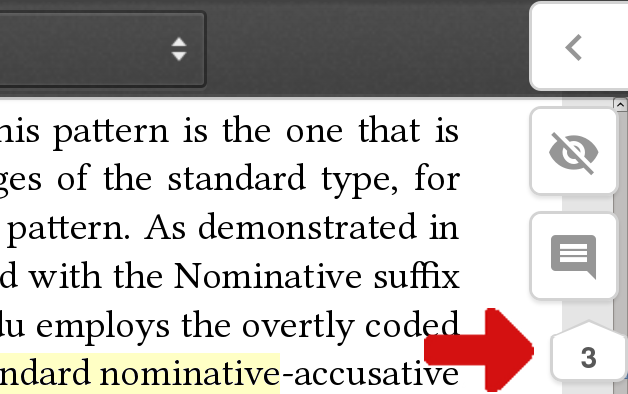 his pattern is the one that is
ges of the standard type, for
pattern. As demonstrated in
d with the Nominative suffix
du employs the overtly coded
ndard nominative-accusative
3